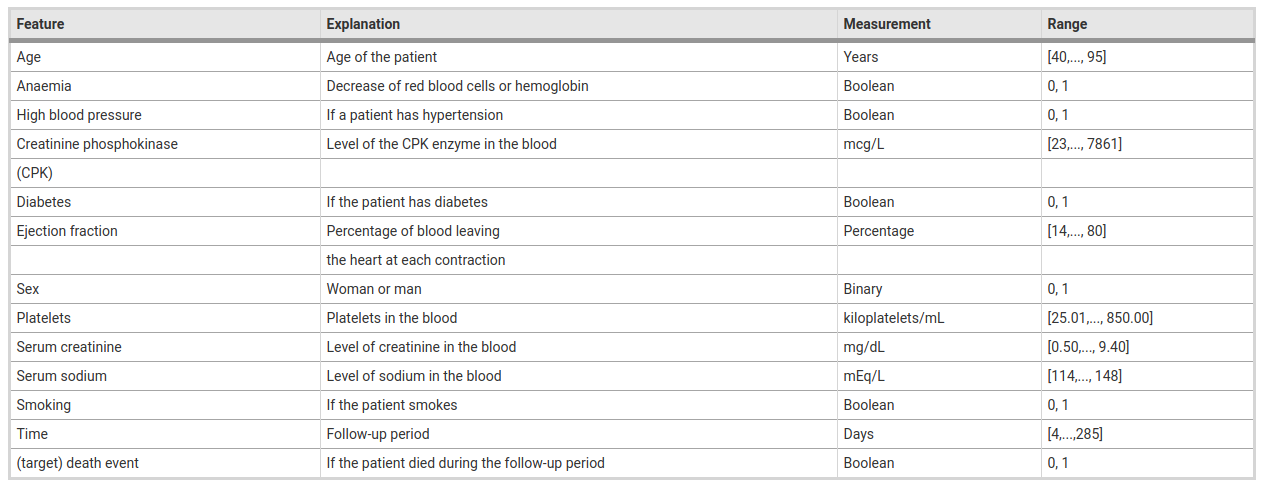 Feature Explanation Measurement Range
Age Age of the patient Years [40,..., 95]
Anaemia Decrease of red blood cells or hemoglobin Boolean 0, 1
High blood pressure If a patient has hypertension Boolean 0, 1
Creatinine phosphokinase Level of the CPK enzyme in the blood mcg/L [23,..., 7861]
(CPK)
Diabetes If the patient has diabetes Boolean 0, 1
Ejection fraction Percentage of blood leaving Percentage [14,..., 80]
the heart at each contraction
Sex Woman or man Binary 0, 1
Platelets Platelets in the blood kiloplatelets/mL [25.01,..., 850.00]
Serum creatinine Level of creatinine in the blood mg/dL [0.50,..., 9.40]
Serum sodium Level of sodium in the blood mEq/L [114,..., 148]
Smoking If the patient smokes Boolean 0, 1
Time Follow-up period Days [4,...,285]
(target) death event If the patient died during the follow-up period Boolean 0, 1